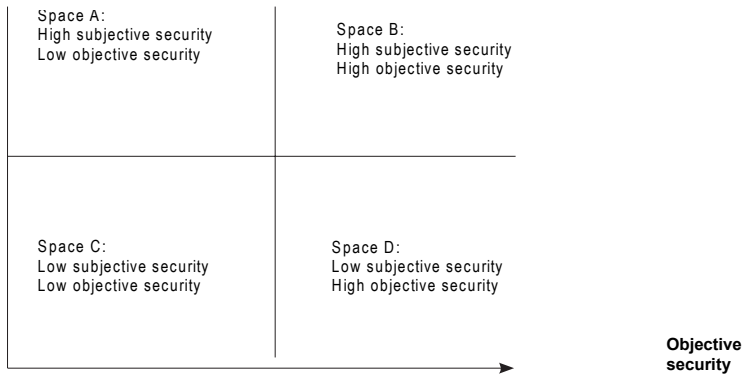 Space A:
High subjective security
Low objective security
Space B:
High subjective security
High objective security
Space C:
Low subjective security
Low objective security
Space D:
Low subjective security
High objective security
Objective
security